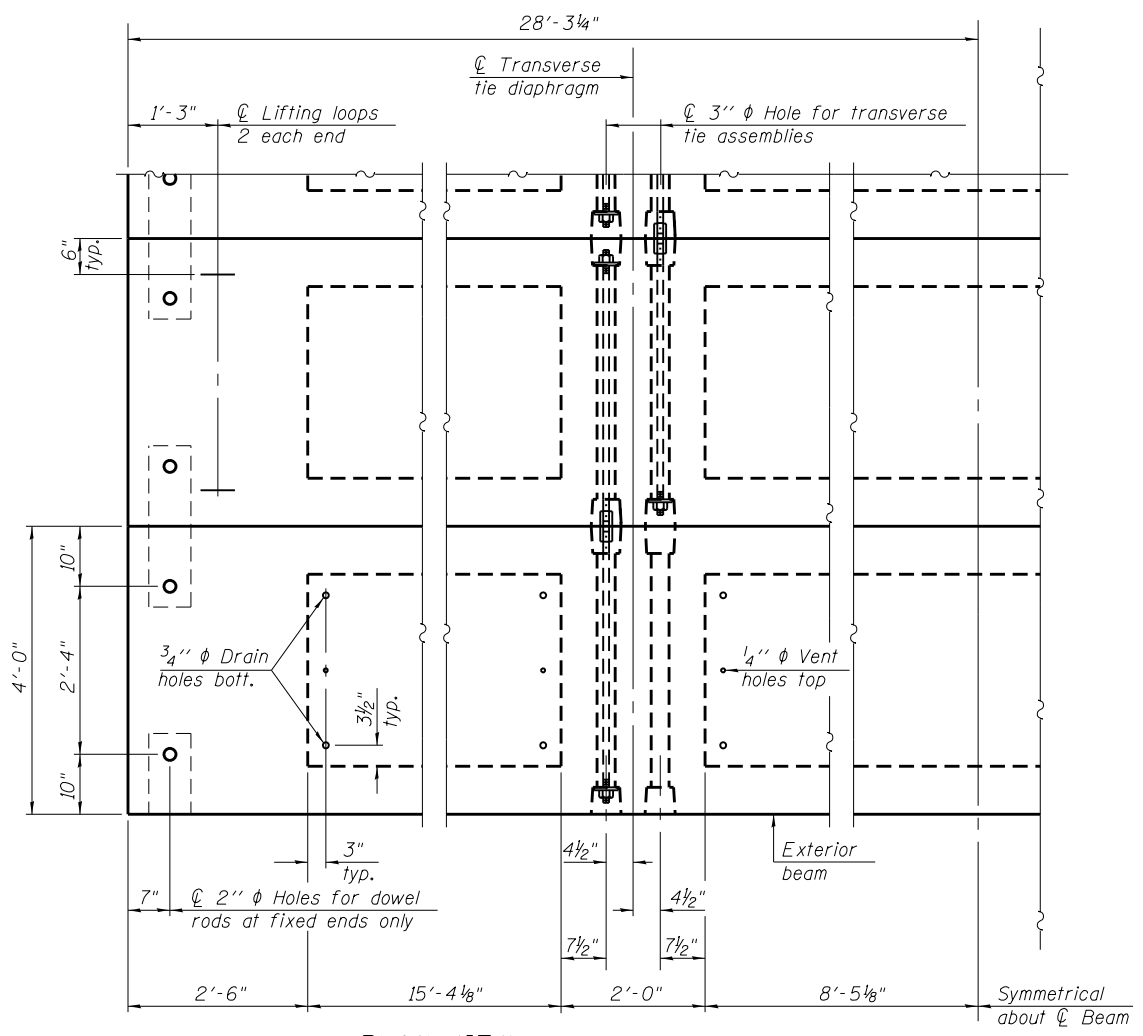 28'-3¼"
℄ Transverse
tie diaphragm
1'-3"
℄ Lifting loops
2 each end
℄ 3'' ϕ Hole for transverse
tie assemblies
6"
typ.
10"
2'-4"
4'-0"
10"
¾'' ϕ Drain
holes bott.
3½"
typ.
¼'' ϕ Vent
holes top
3"
typ.
4½"
4½"
Exterior
beam
7"
℄ 2'' ϕ Holes for dowel
rods at fixed ends only
7½"
7½"
2'-6"
15'-4⅛"
2'-0"
8'-5⅛"
Symmetrical
about ℄ Beam